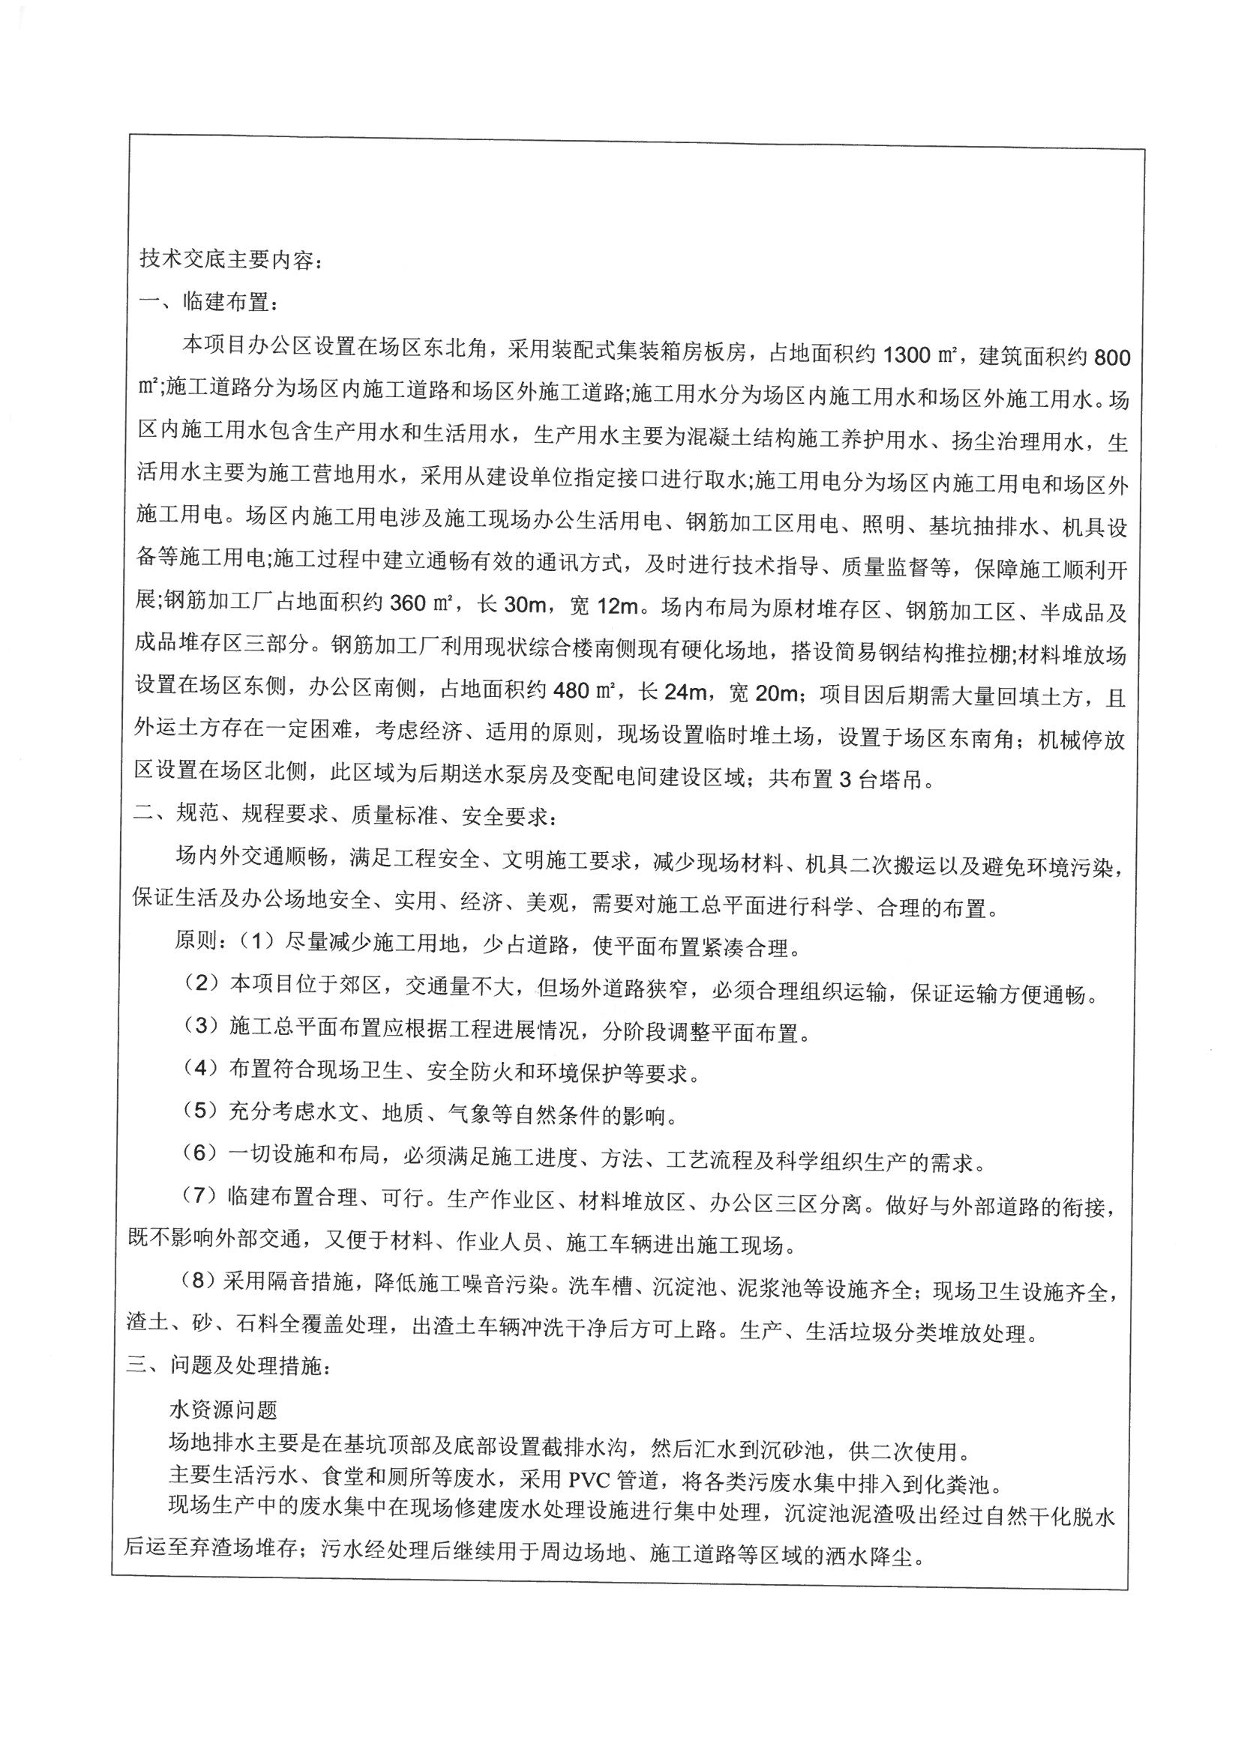 技术交底主要内容：
一、临建布置：
本项目办公区设置在场区东北角，采用装配式集装箱房板房，占地面积约 1300 ㎡，建筑面积约 800
㎡;施工道路分为场区内施工道路和场区外施工道路;施工用水分为场区内施工用水和场区外施工用水。场
区内施工用水包含生产用水和生活用水，生产用水主要为混凝土结构施工养护用水、扬尘治理用水，生
活用水主要为施工营地用水，采用从建设单位指定接口进行取水;施工用电分为场区内施工用电和场区外
施工用电。场区内施工用电涉及施工现场办公生活用电、钢筋加工区用电、照明、基坑抽排水、机具设
备等施工用电;施工过程中建立通畅有效的通讯方式，及时进行技术指导、质量监督等，保障施工顺利开
展;钢筋加工厂占地面积约 360 ㎡，长 30m，宽 12m。场内布局为原材堆存区、钢筋加工区、半成品及
成品堆存区三部分。钢筋加工厂利用现状综合楼南侧现有硬化场地，搭设简易钢结构推拉棚;材料堆放场
设置在场区东侧，办公区南侧，占地面积约 480 ㎡，长 24m，宽 20m；项目因后期需大量回填土方，且
外运土方存在一定困难，考虑经济、适用的原则，现场设置临时堆土场，设置于场区东南角；机械停放
区设置在场区北侧，此区域为后期送水泵房及变配电间建设区域；共布置 3 台塔吊。
二、规范、规程要求、质量标准、安全要求：
场内外交通顺畅，满足工程安全、文明施工要求，减少现场材料、机具二次搬运以及避免环境污染，
保证生活及办公场地安全、实用、经济、美观，需要对施工总平面进行科学、合理的布置。
原则：（1）尽量减少施工用地，少占道路，使平面布置紧凑合理。
（2）本项目位于郊区，交通量不大，但场外道路狭窄，必须合理组织运输，保证运输方便通畅。
（3）施工总平面布置应根据工程进展情况，分阶段调整平面布置。
（4）布置符合现场卫生、安全防火和环境保护等要求。
（5）充分考虑水文、地质、气象等自然条件的影响。
（6）一切设施和布局，必须满足施工进度、方法、工艺流程及科学组织生产的需求。
（7）临建布置合理、可行。生产作业区、材料堆放区、办公区三区分离。做好与外部道路的衔接，
既不影响外部交通，又便于材料、作业人员、施工车辆进出施工现场。
（8）采用隔音措施，降低施工噪音污染。洗车槽、沉淀池、泥浆池等设施齐全；现场卫生设施齐全，
渣土、砂、石料全覆盖处理，出渣土车辆冲洗干净后方可上路。生产、生活垃圾分类堆放处理。
三、问题及处理措施：
水资源问题
场地排水主要是在基坑顶部及底部设置截排水沟，然后汇水到沉砂池，供二次使用。
主要生活污水、食堂和厕所等废水，采用 PVC 管道，将各类污废水集中排入到化粪池。
现场生产中的废水集中在现场修建废水处理设施进行集中处理，沉淀池泥渣吸出经过自然干化脱水
后运至弃渣场堆存；污水经处理后继续用于周边场地、施工道路等区域的洒水降尘。